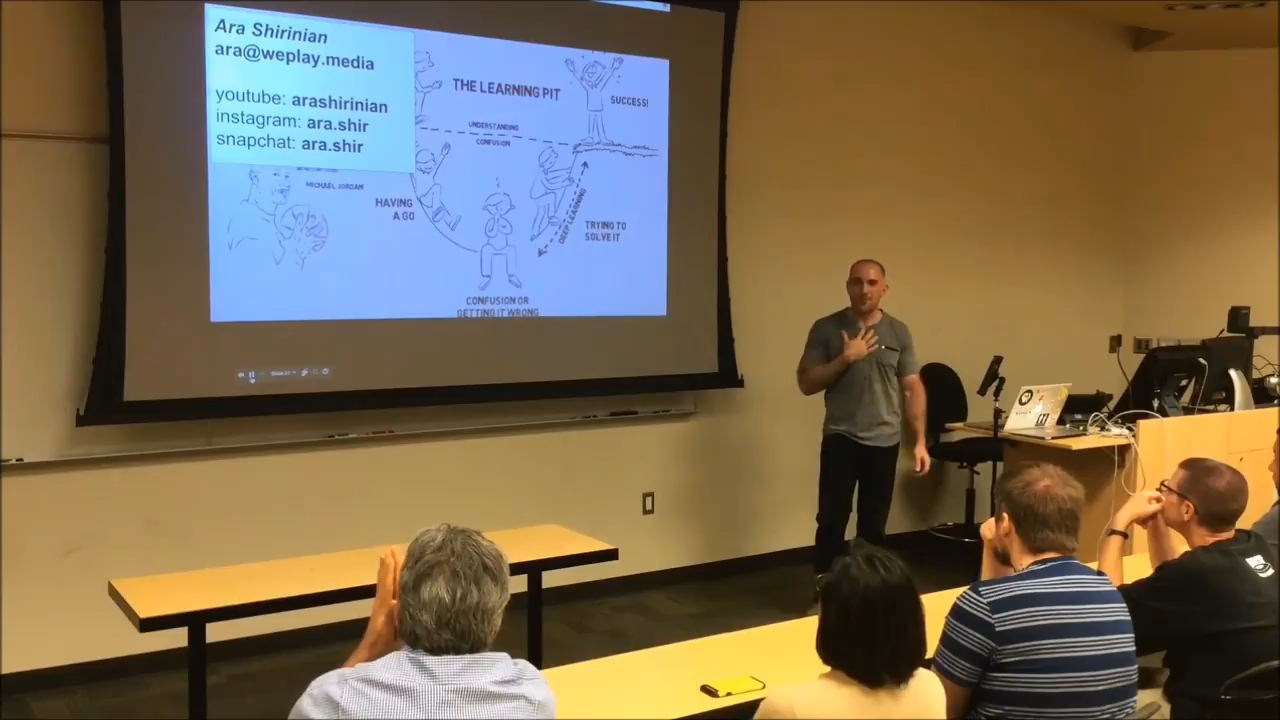 Ara Shirinian
ara@weplay.media
youtube: arashirinian
instagram: ara.shir
snapchat: ara.shir
THE LEARNING PIT
SUCCESS!
UNDERSTANDING
CONFUSION
MICHAEL JORDAN
HAVING
A GO
DEEP LEARNING
TRYING TO
SOLVE IT
CONFUSION OR
GETTING IT WRONG